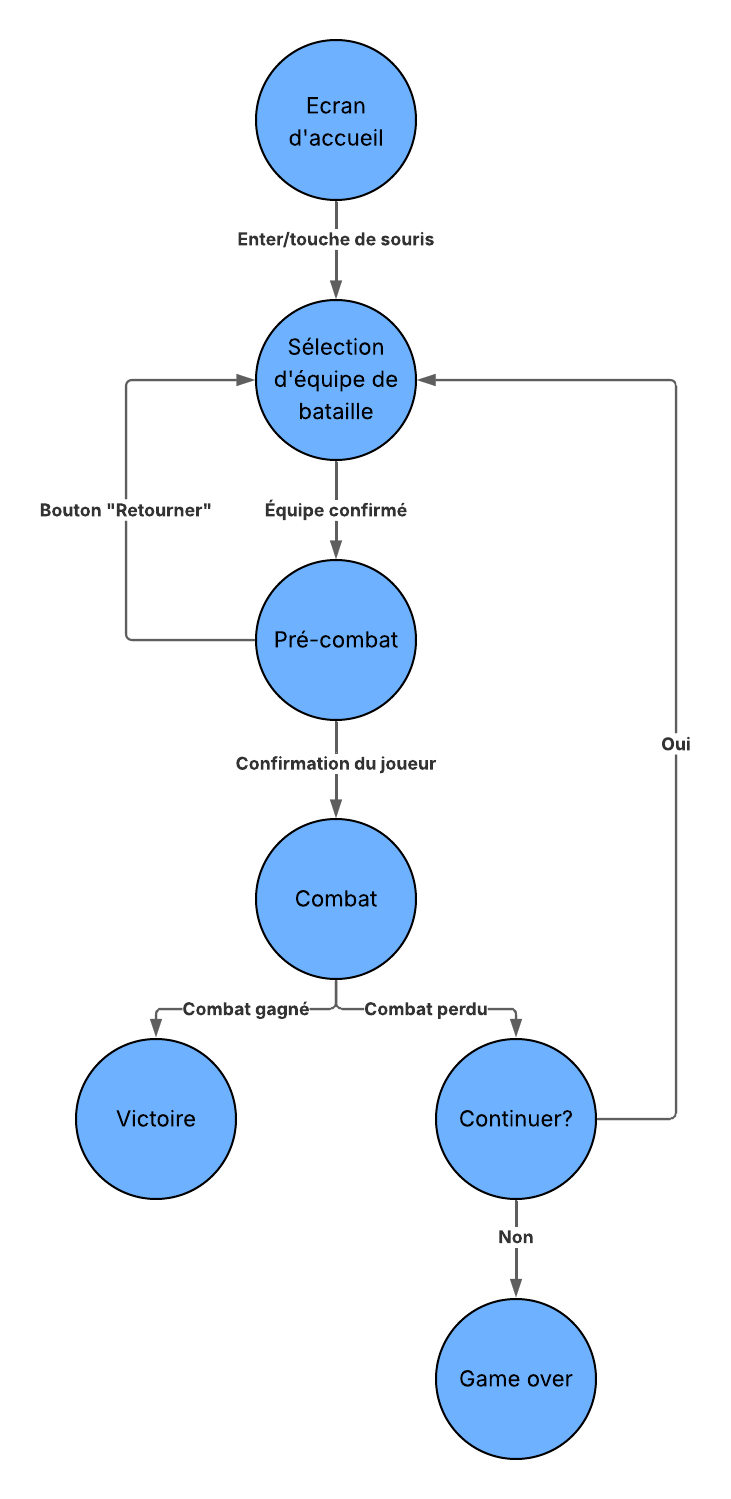 Ecran
d'accueil
Enter/touche de souris
Sélection
d'équipe de
bataille
Bouton "Retourner"
Équipe confirmé
Pré-combat
Oui
Confirmation du joueur
Combat
Combat gagné
Combat perdu
Victoire
Continuer?
Non
Game over